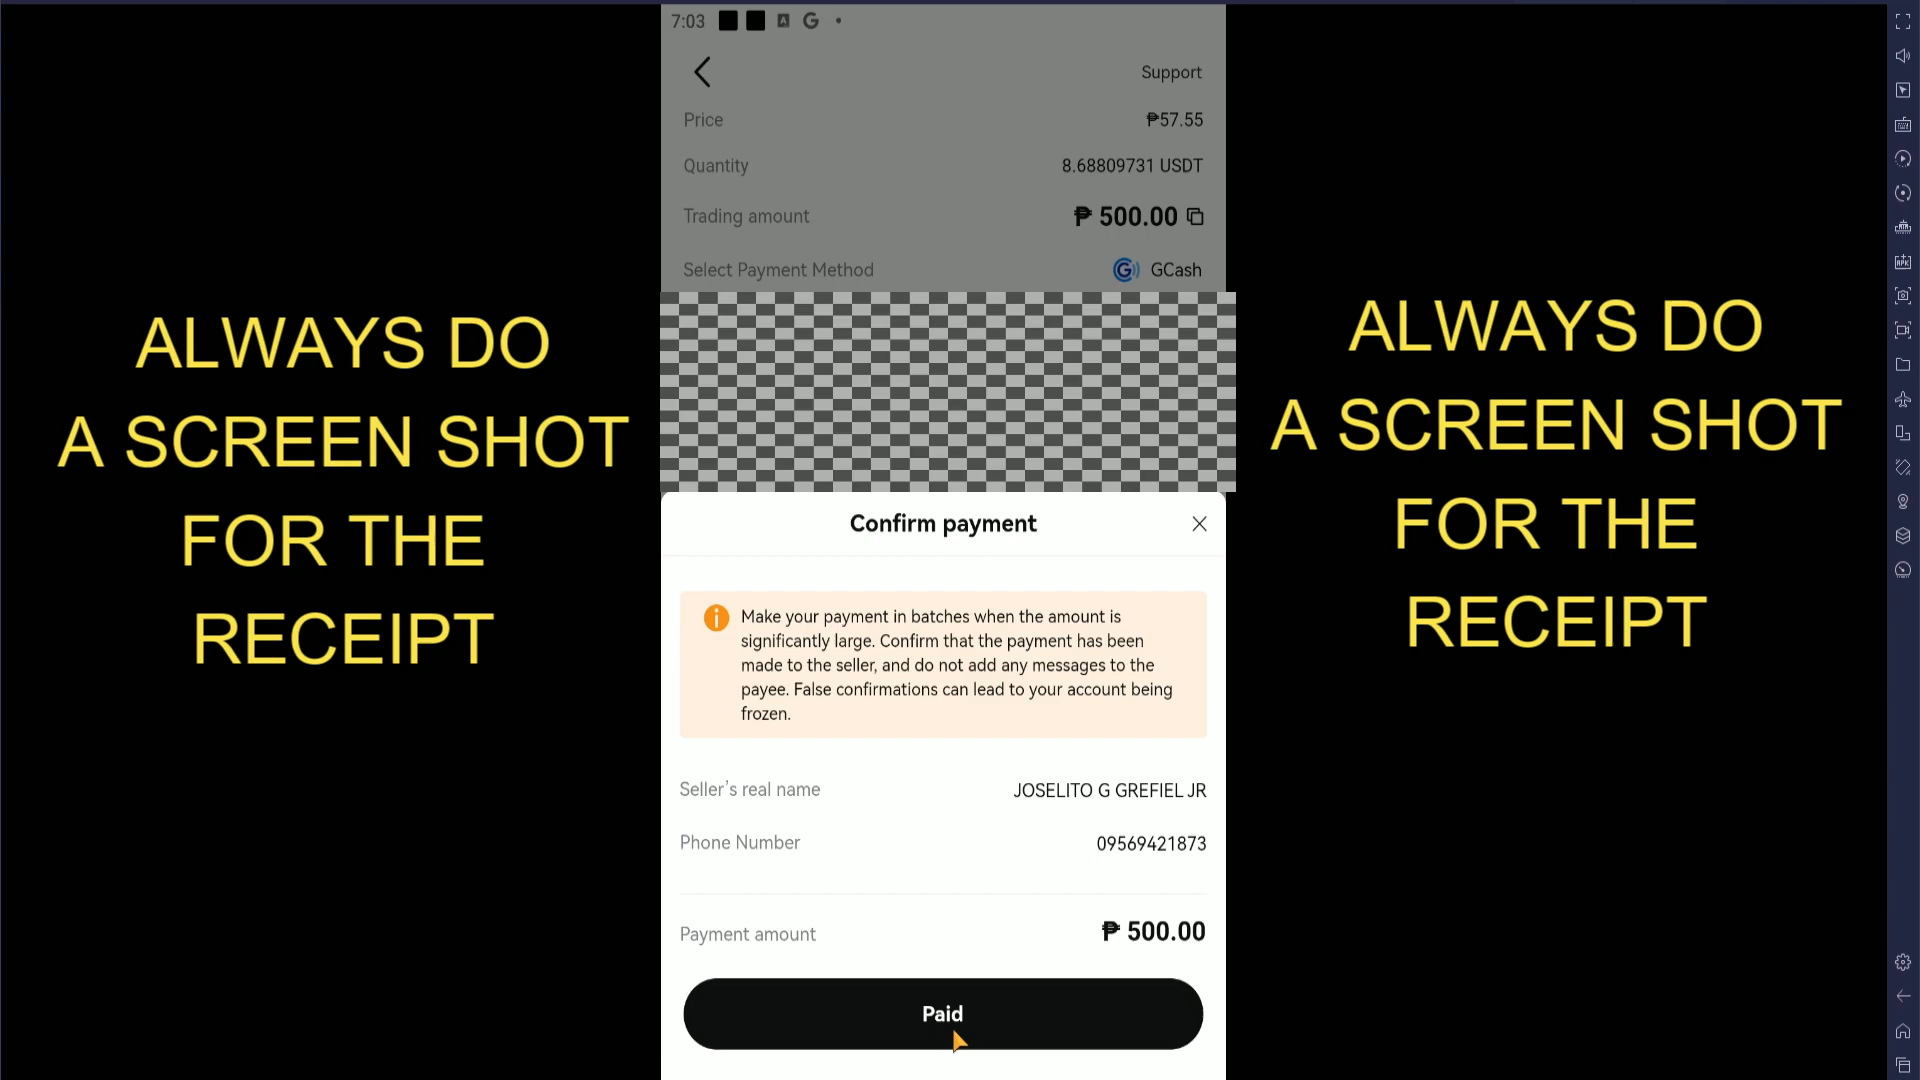 7:03
Support
Price ₱57.55
Quantity 8.68809731 USDT
Trading amount ₱ 500.00
Select Payment Method GCash
ALWAYS DO
A SCREEN SHOT
FOR THE
RECEIPT
Confirm payment
Make your payment in batches when the amount is
significantly large. Confirm that the payment has been
made to the seller, and do not add any messages to the
payee. False confirmations can lead to your account being
frozen.
Seller's real name JOSELITO G GREFIEL JR
Phone Number 09569421873
Payment amount ₱ 500.00
Paid
ALWAYS DO
A SCREEN SHOT
FOR THE
RECEIPT